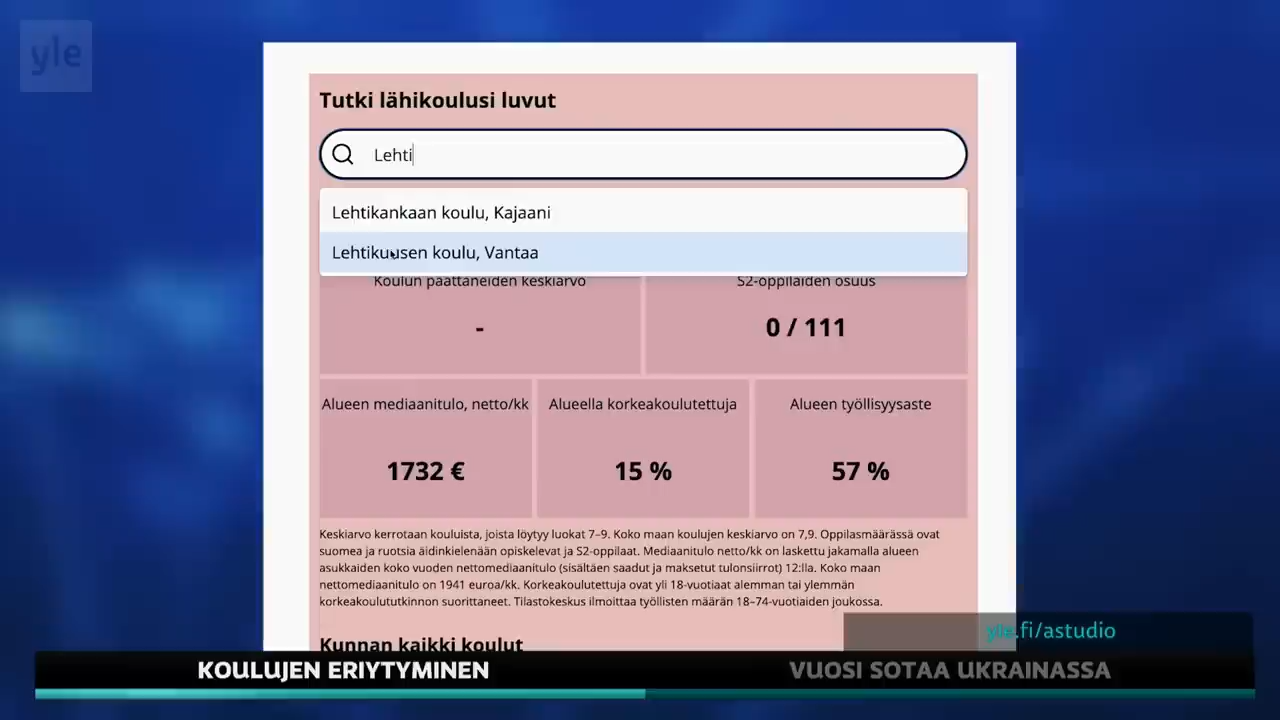 yle
Tutki lähikoulusi luvut
Lehti
Lehtikankaan koulu, Kajaani
Lehtikuusen koulu, Vantaa
Koulun päättäneiden keskiarvo
S2-oppilaiden osuus
-
0 / 111
Alueen mediaanitulo, netto/kk
Alueella korkeakoulutettuja
Alueen työllisyysaste
1732 €
15 %
57 %
Keskiarvo kerrotaan kouluista, joista löytyy luokat 7–9. Koko maan koulujen keskiarvo on 7,9. Oppilasmäärässä ovat
suomea ja ruotsia äidinkielenään opiskelevat ja S2-oppilaat. Mediaanitulo netto/kk on laskettu jakamalla alueen
asukkaiden koko vuoden nettomediaanitulo (sisältäen saadut ja maksetut tulonsiirrot) 12:lla. Koko maan
nettomediaanitulo on 1941 euroa/kk. Korkeakoulutettuja ovat yli 18-vuotiaat alemman tai ylemmän
korkeakoulututkinnon suorittaneet. Tilastokeskus ilmoittaa työllisten määrän 18–74-vuotiaiden joukossa.
yle.fi/astudio
Kunnan kaikki koulut
KOULUJEN ERIYTYMINEN
VUOSI SOTAA UKRAINASSA